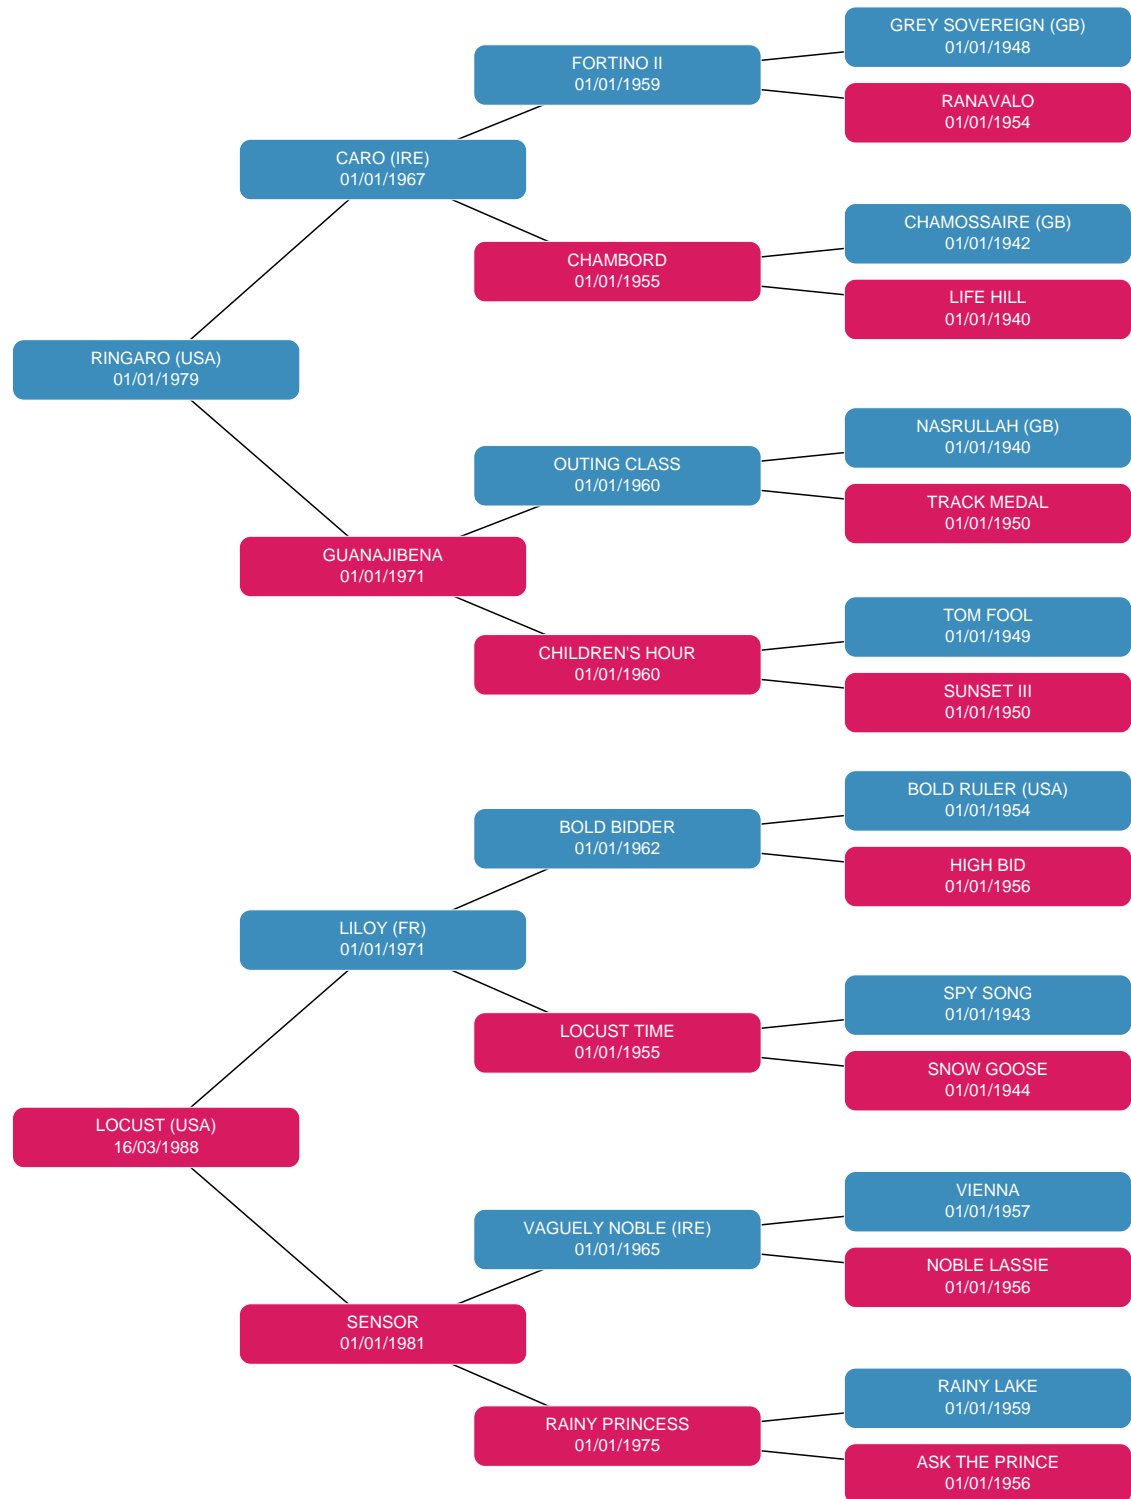 GREY SOVEREIGN (GB)
01/01/1948
FORTINO II
01/01/1959
RANAVALO
01/01/1954
CARO (IRE)
01/01/1967
CHAMOSSAIRE (GB)
01/01/1942
CHAMBORD
01/01/1955
LIFE HILL
01/01/1940
RINGARO (USA)
01/01/1979
NASRULLAH (GB)
01/01/1940
OUTING CLASS
01/01/1960
TRACK MEDAL
01/01/1950
GUANAJIBENA
01/01/1971
TOM FOOL
01/01/1949
CHILDREN'S HOUR
01/01/1960
SUNSET III
01/01/1950
BOLD RULER (USA)
01/01/1954
BOLD BIDDER
01/01/1962
HIGH BID
01/01/1956
LILOY (FR)
01/01/1971
SPY SONG
01/01/1943
LOCUST TIME
01/01/1955
SNOW GOOSE
01/01/1944
LOCUST (USA)
16/03/1988
VIENNA
01/01/1957
VAGUELY NOBLE (IRE)
01/01/1965
NOBLE LASSIE
01/01/1956
SENSOR
01/01/1981
RAINY LAKE
01/01/1959
RAINY PRINCESS
01/01/1975
ASK THE PRINCE
01/01/1956